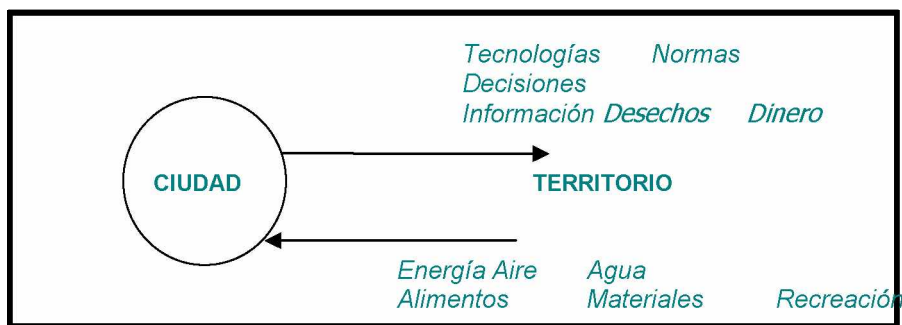 Tecnologías Normas
Decisiones
Información Desechos Dinero
CIUDAD TERRITORIO
Energía Aire Agua
Alimentos Materiales Recreación